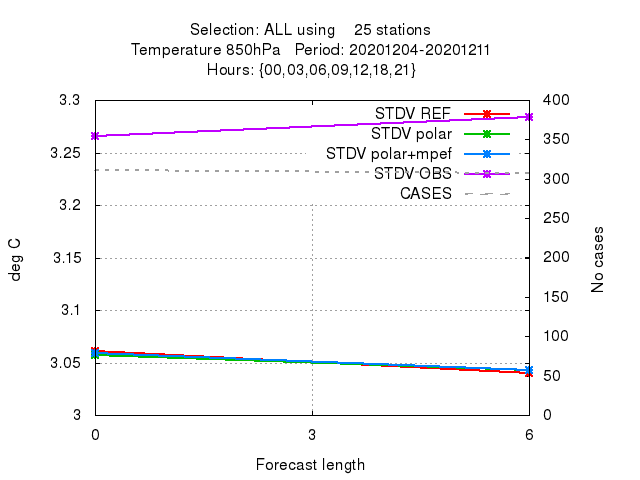 Selection: ALL using    25 stations
Temperature 850hPa   Period: 20201204-20201211
Hours: {00,03,06,09,12,18,21}
3.3
3.25
3.2
3.15
3.1
3.05
3
400
350
300
250
200
150
100
50
0
STDV REF
STDV polar
STDV polar+mpef
STDV OBS
CASES
deg C
No cases
0 3 6
Forecast length